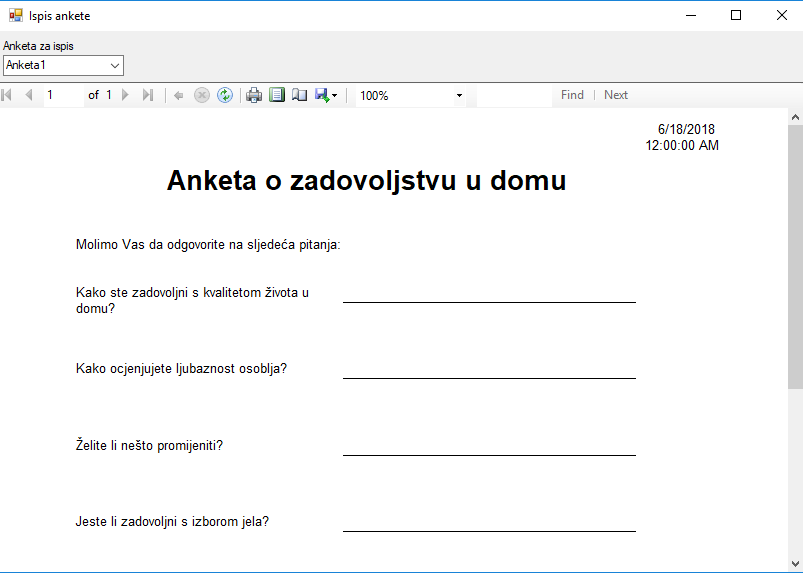 Ispis ankete
Anketa za ispis
Anketa1
1 of 1 100% Find Next
6/18/2018
12:00:00 AM
Anketa o zadovoljstvu u domu
Molimo Vas da odgovorite na sljedeća pitanja:
Kako ste zadovoljni s kvalitetom života u
domu?
Kako ocjenjujete ljubaznost osoblja?
Želite li nešto promijeniti?
Jeste li zadovoljni s izborom jela?